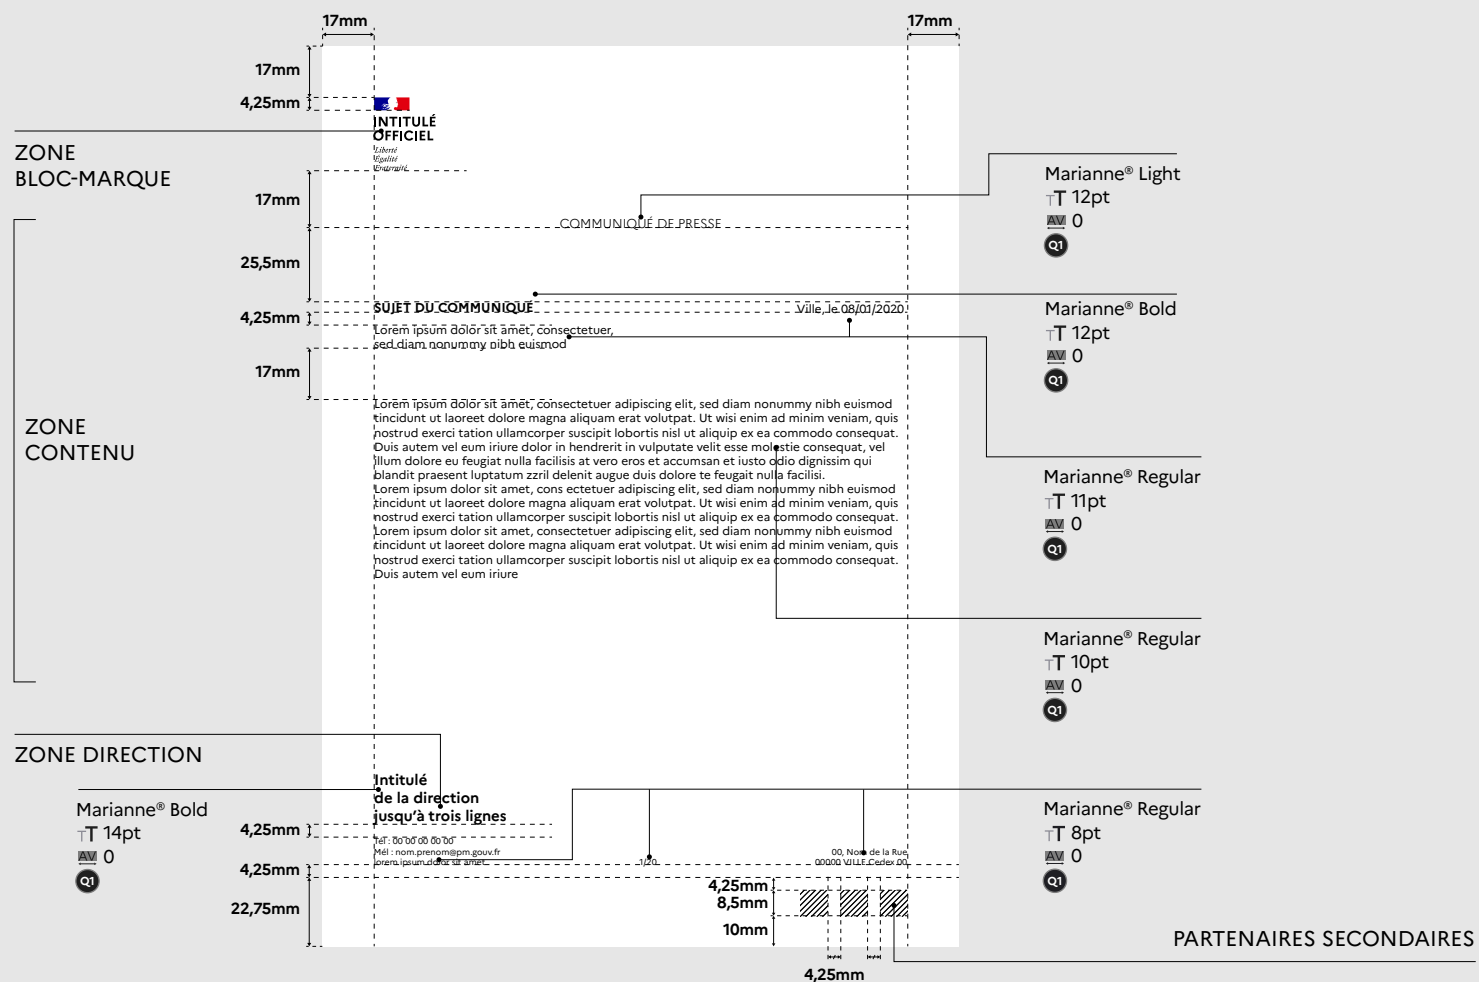 17mm
17mm
17mm
4,25mm
INTITULÉ
OFFICIEL
Liberté
Égalité
Fraternité
ZONE
BLOC-MARQUE
17mm
COMMUNIQUÉ DE PRESSE
Marianne® Light
TT 12pt
AV 0
Q1
25,5mm
SUJET DU COMMUNIQUÉ
Ville, le 08/01/2020
Marianne® Bold
TT 12pt
AV 0
Q1
4,25mm
Lorem ipsum dolor sit amet, consectetuer,
sed diam nonummy nibh euismod
17mm
ZONE
CONTENU
Lorem ipsum dolor sit amet, consectetuer adipiscing elit, sed diam nonummy nibh euismod
tincidunt ut laoreet dolore magna aliquam erat volutpat. Ut wisi enim ad minim veniam, quis
nostrud exerci tation ullamcorper suscipit lobortis nisl ut aliquip ex ea commodo consequat.
Duis autem vel eum iriure dolor in hendrerit in vulputate velit esse molestie consequat, vel
illum dolore eu feugiat nulla facilisis at vero eros et accumsan et iusto odio dignissim qui
blandit praesent luptatum zzril delenit augue duis dolore te feugait nulla facilisi.
Lorem ipsum dolor sit amet, cons ectetuer adipiscing elit, sed diam nonummy nibh euismod
tincidunt ut laoreet dolore magna aliquam erat volutpat. Ut wisi enim ad minim veniam, quis
nostrud exerci tation ullamcorper suscipit lobortis nisl ut aliquip ex ea commodo consequat.
Lorem ipsum dolor sit amet, consectetuer adipiscing elit, sed diam nonummy nibh euismod
tincidunt ut laoreet dolore magna aliquam erat volutpat. Ut wisi enim ad minim veniam, quis
nostrud exerci tation ullamcorper suscipit lobortis nisl ut aliquip ex ea commodo consequat.
Duis autem vel eum iriure
Marianne® Regular
TT 11pt
AV 0
Q1
Marianne® Regular
TT 10pt
AV 0
Q1
ZONE DIRECTION
Marianne® Bold
TT 14pt
AV 0
Q1
Intitulé
de la direction
jusqu'à trois lignes
4,25mm
Tél : 00 00 00 00 00
Mél : nom.prenom@pm.gouv.fr
lorem ipsum dolor sit amet
1/20
00, Nom de la Rue
00000 VILLE Cedex 00
Marianne® Regular
TT 8pt
AV 0
Q1
4,25mm
22,75mm
4,25mm
8,5mm
10mm
4,25mm
PARTENAIRES SECONDAIRES